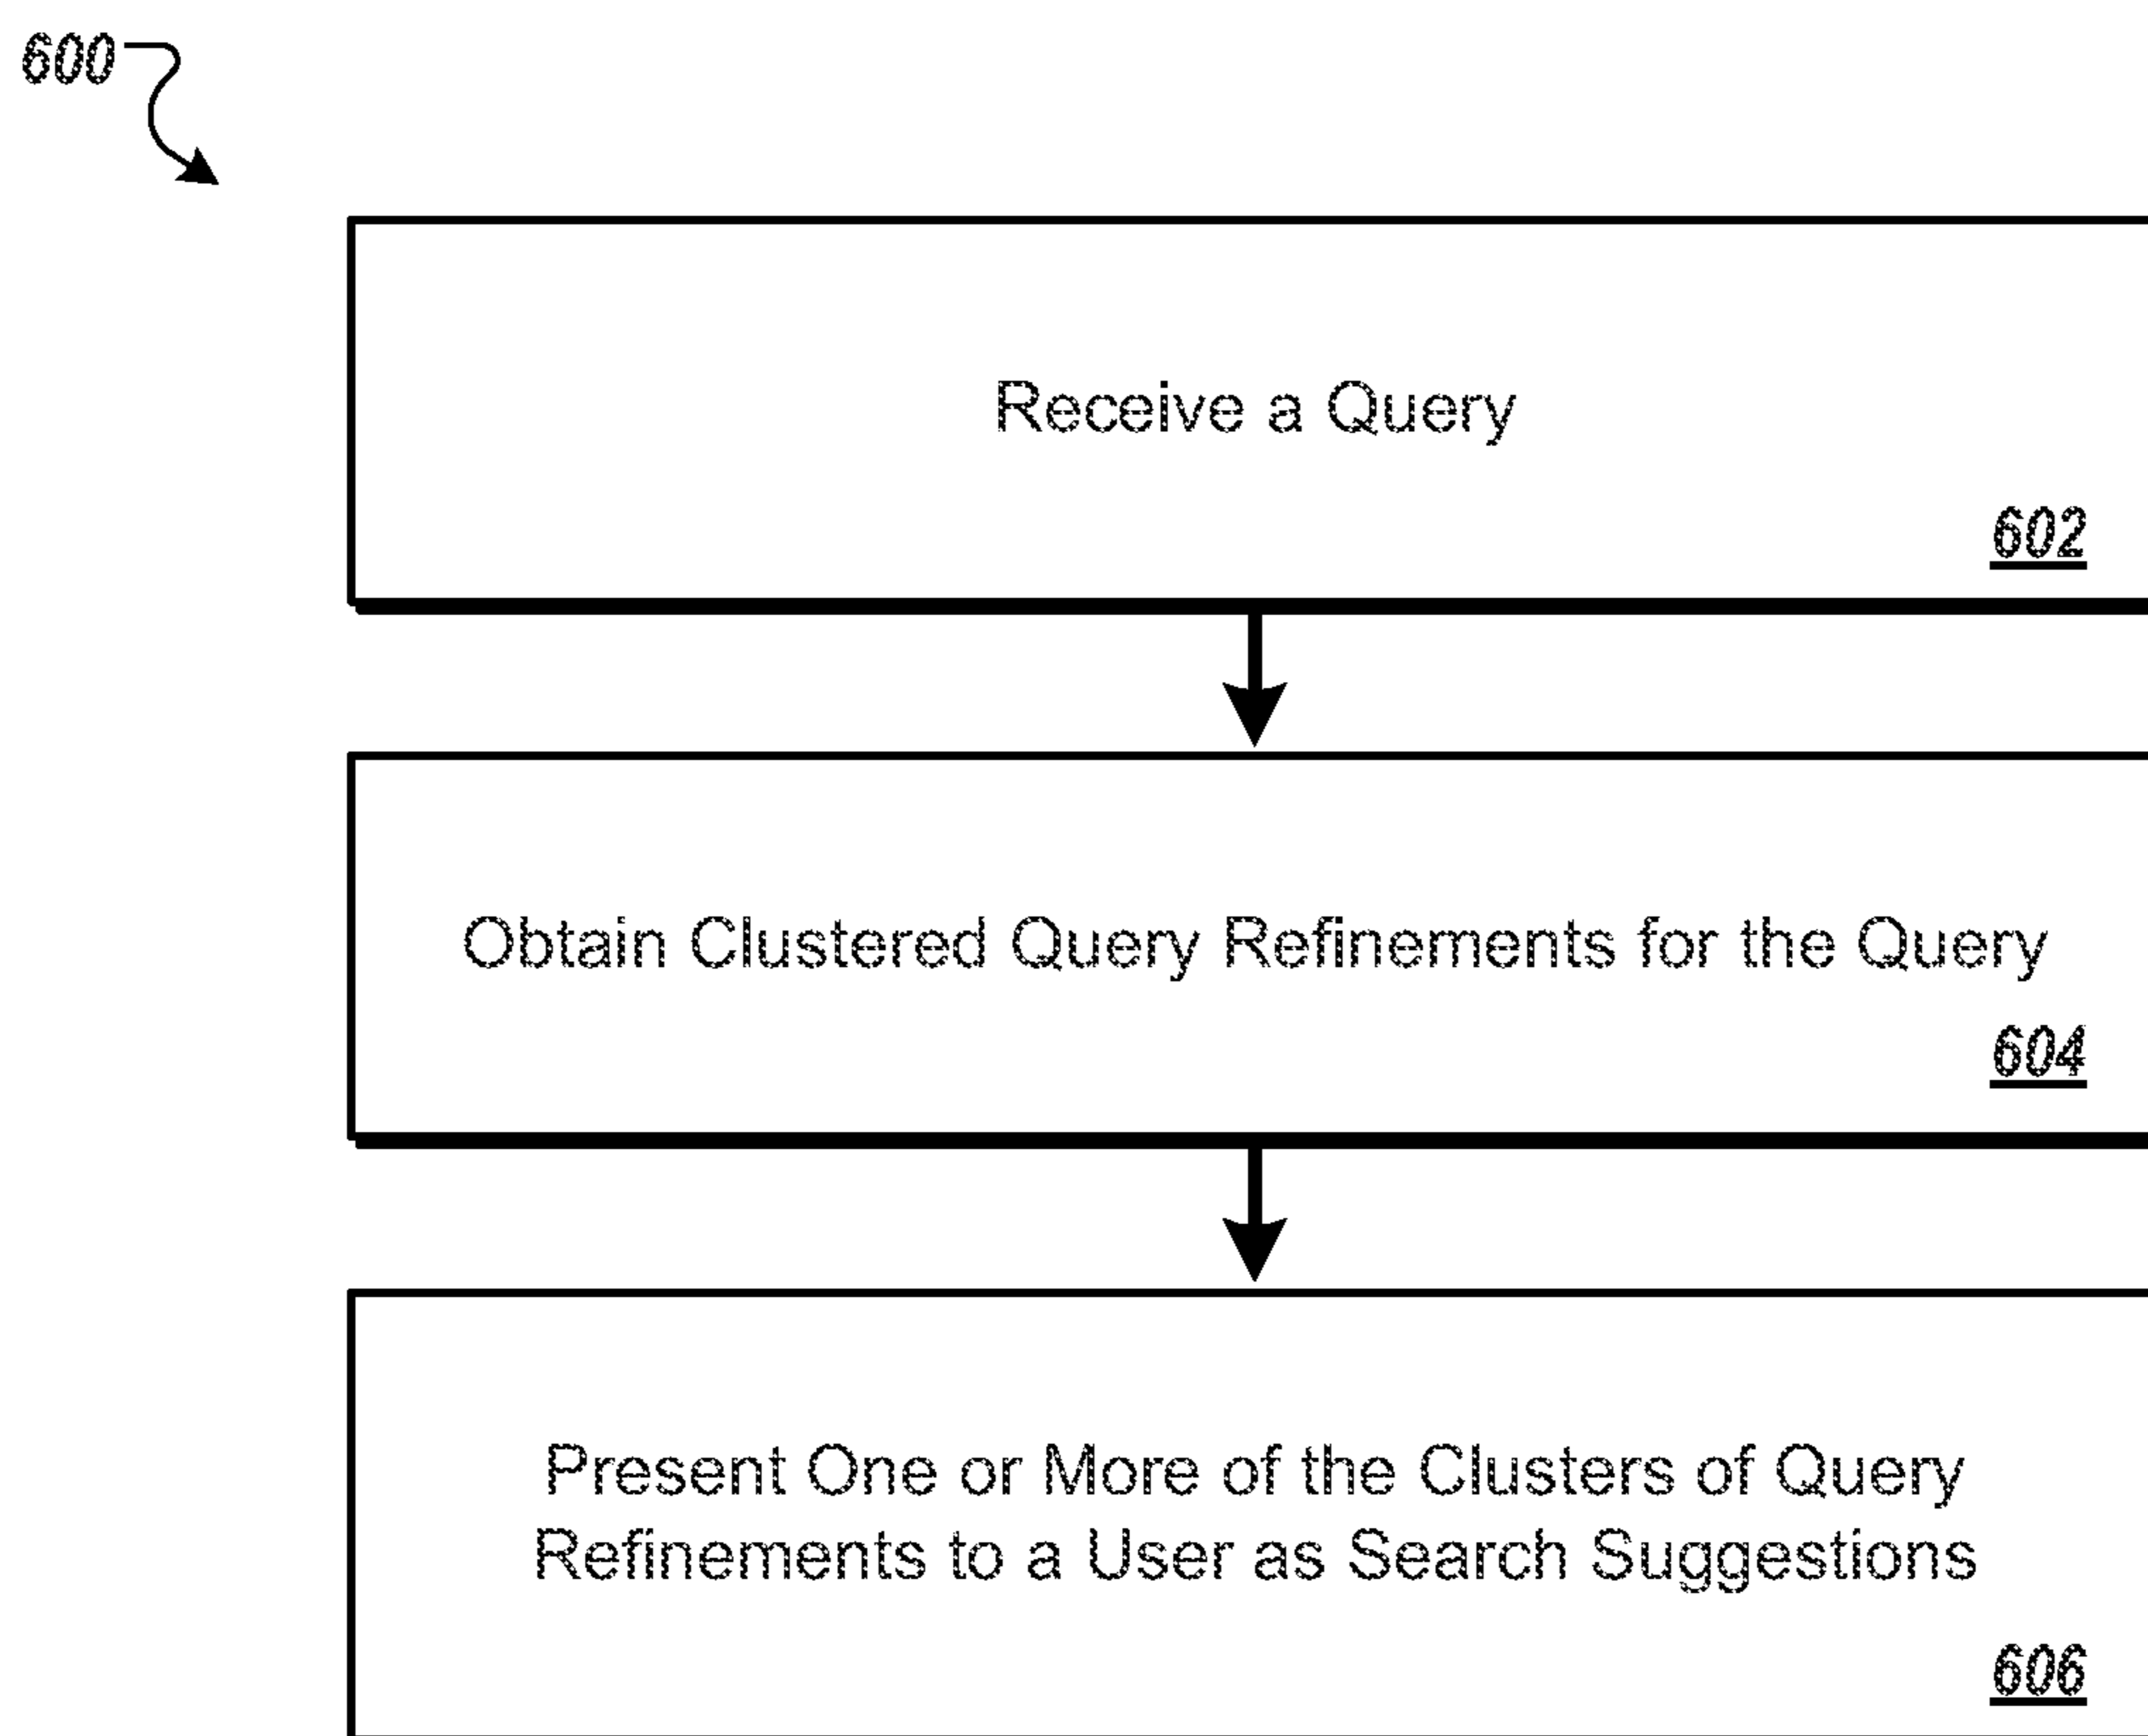 600
Receive a Query
602
Obtain Clustered Query Refinements for the Query
604
Present One or More of the Clusters of Query
Refinements to a User as Search Suggestions
606